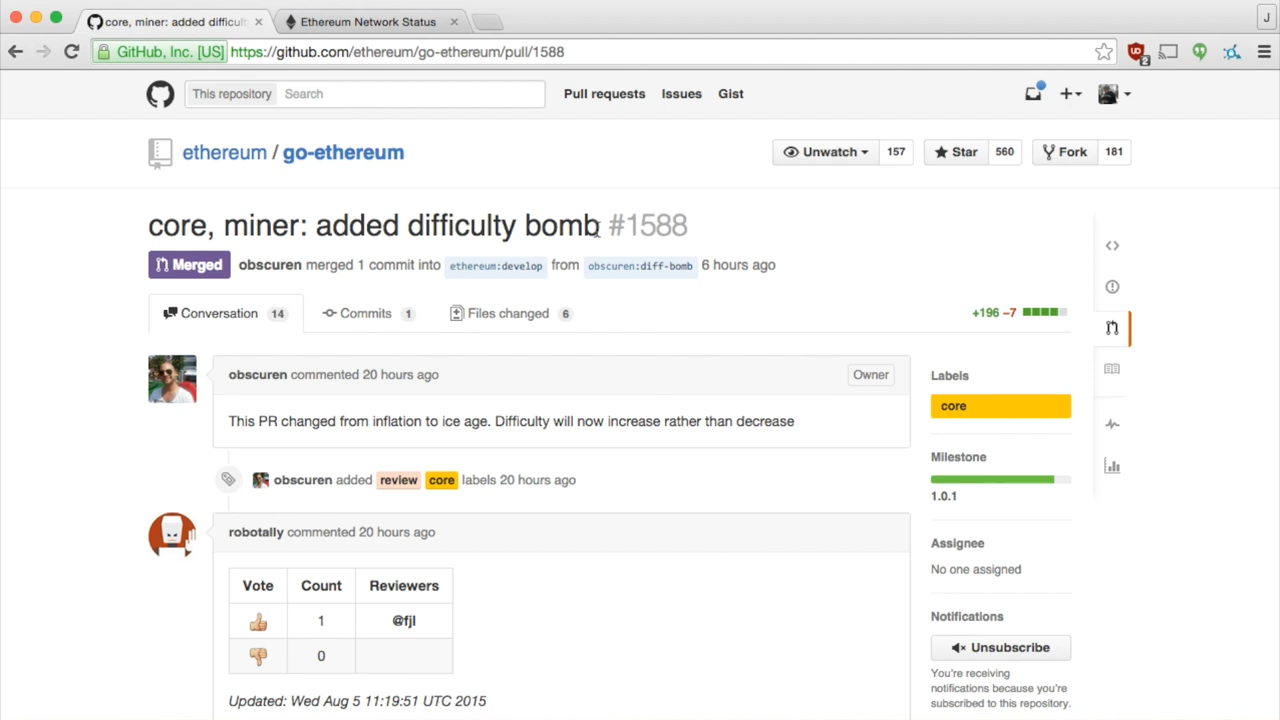 core, miner: added difficult
Ethereum Network Status
J
GitHub, Inc. [US] https://github.com/ethereum/go-ethereum/pull/1588
2
This repository Search Pull requests Issues Gist
ethereum / go-ethereum
Unwatch 157 Star 560 Fork 181
core, miner: added difficulty bomb #1588
Merged obscuren merged 1 commit into ethereum:develop from obscuren:diff-bomb 6 hours ago
Conversation 14 Commits 1 Files changed 6
+196 −7
obscuren commented 20 hours ago Owner
This PR changed from inflation to ice age. Difficulty will now increase rather than decrease
obscuren added review core labels 20 hours ago
robotally commented 20 hours ago
Vote Count Reviewers
1 @fjl
0
Updated: Wed Aug 5 11:19:51 UTC 2015
Labels
core
Milestone
1.0.1
Assignee
No one assigned
Notifications
Unsubscribe
You're receiving
notifications because you're
subscribed to this repository.